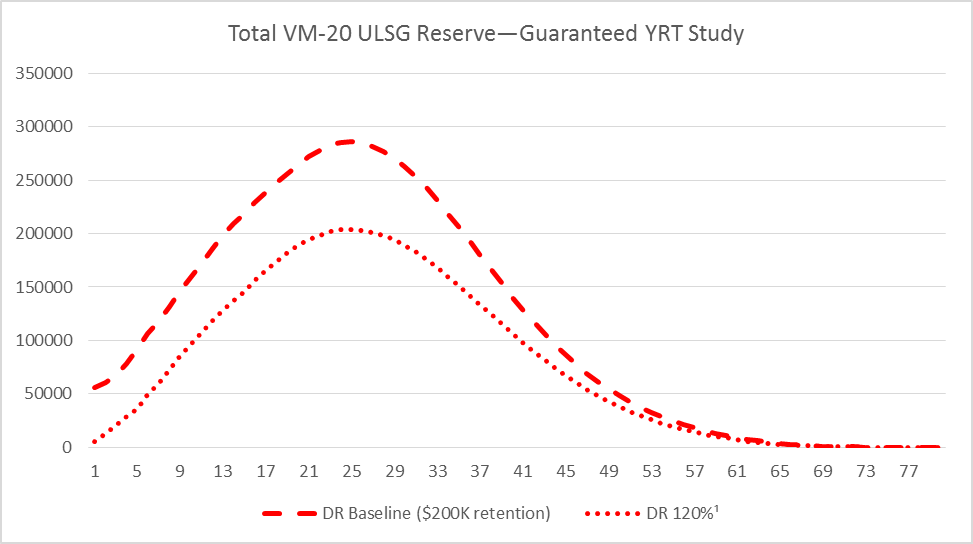 Total VM-20 ULSG Reserve—Guaranteed YRT Study
350000
300000
250000
200000
150000
100000
50000
0
1 5 9 13 17 21 25 29 33 37 41 45 49 53 57 61 65 69 73 77
DR Baseline ($200K retention) DR 120%¹